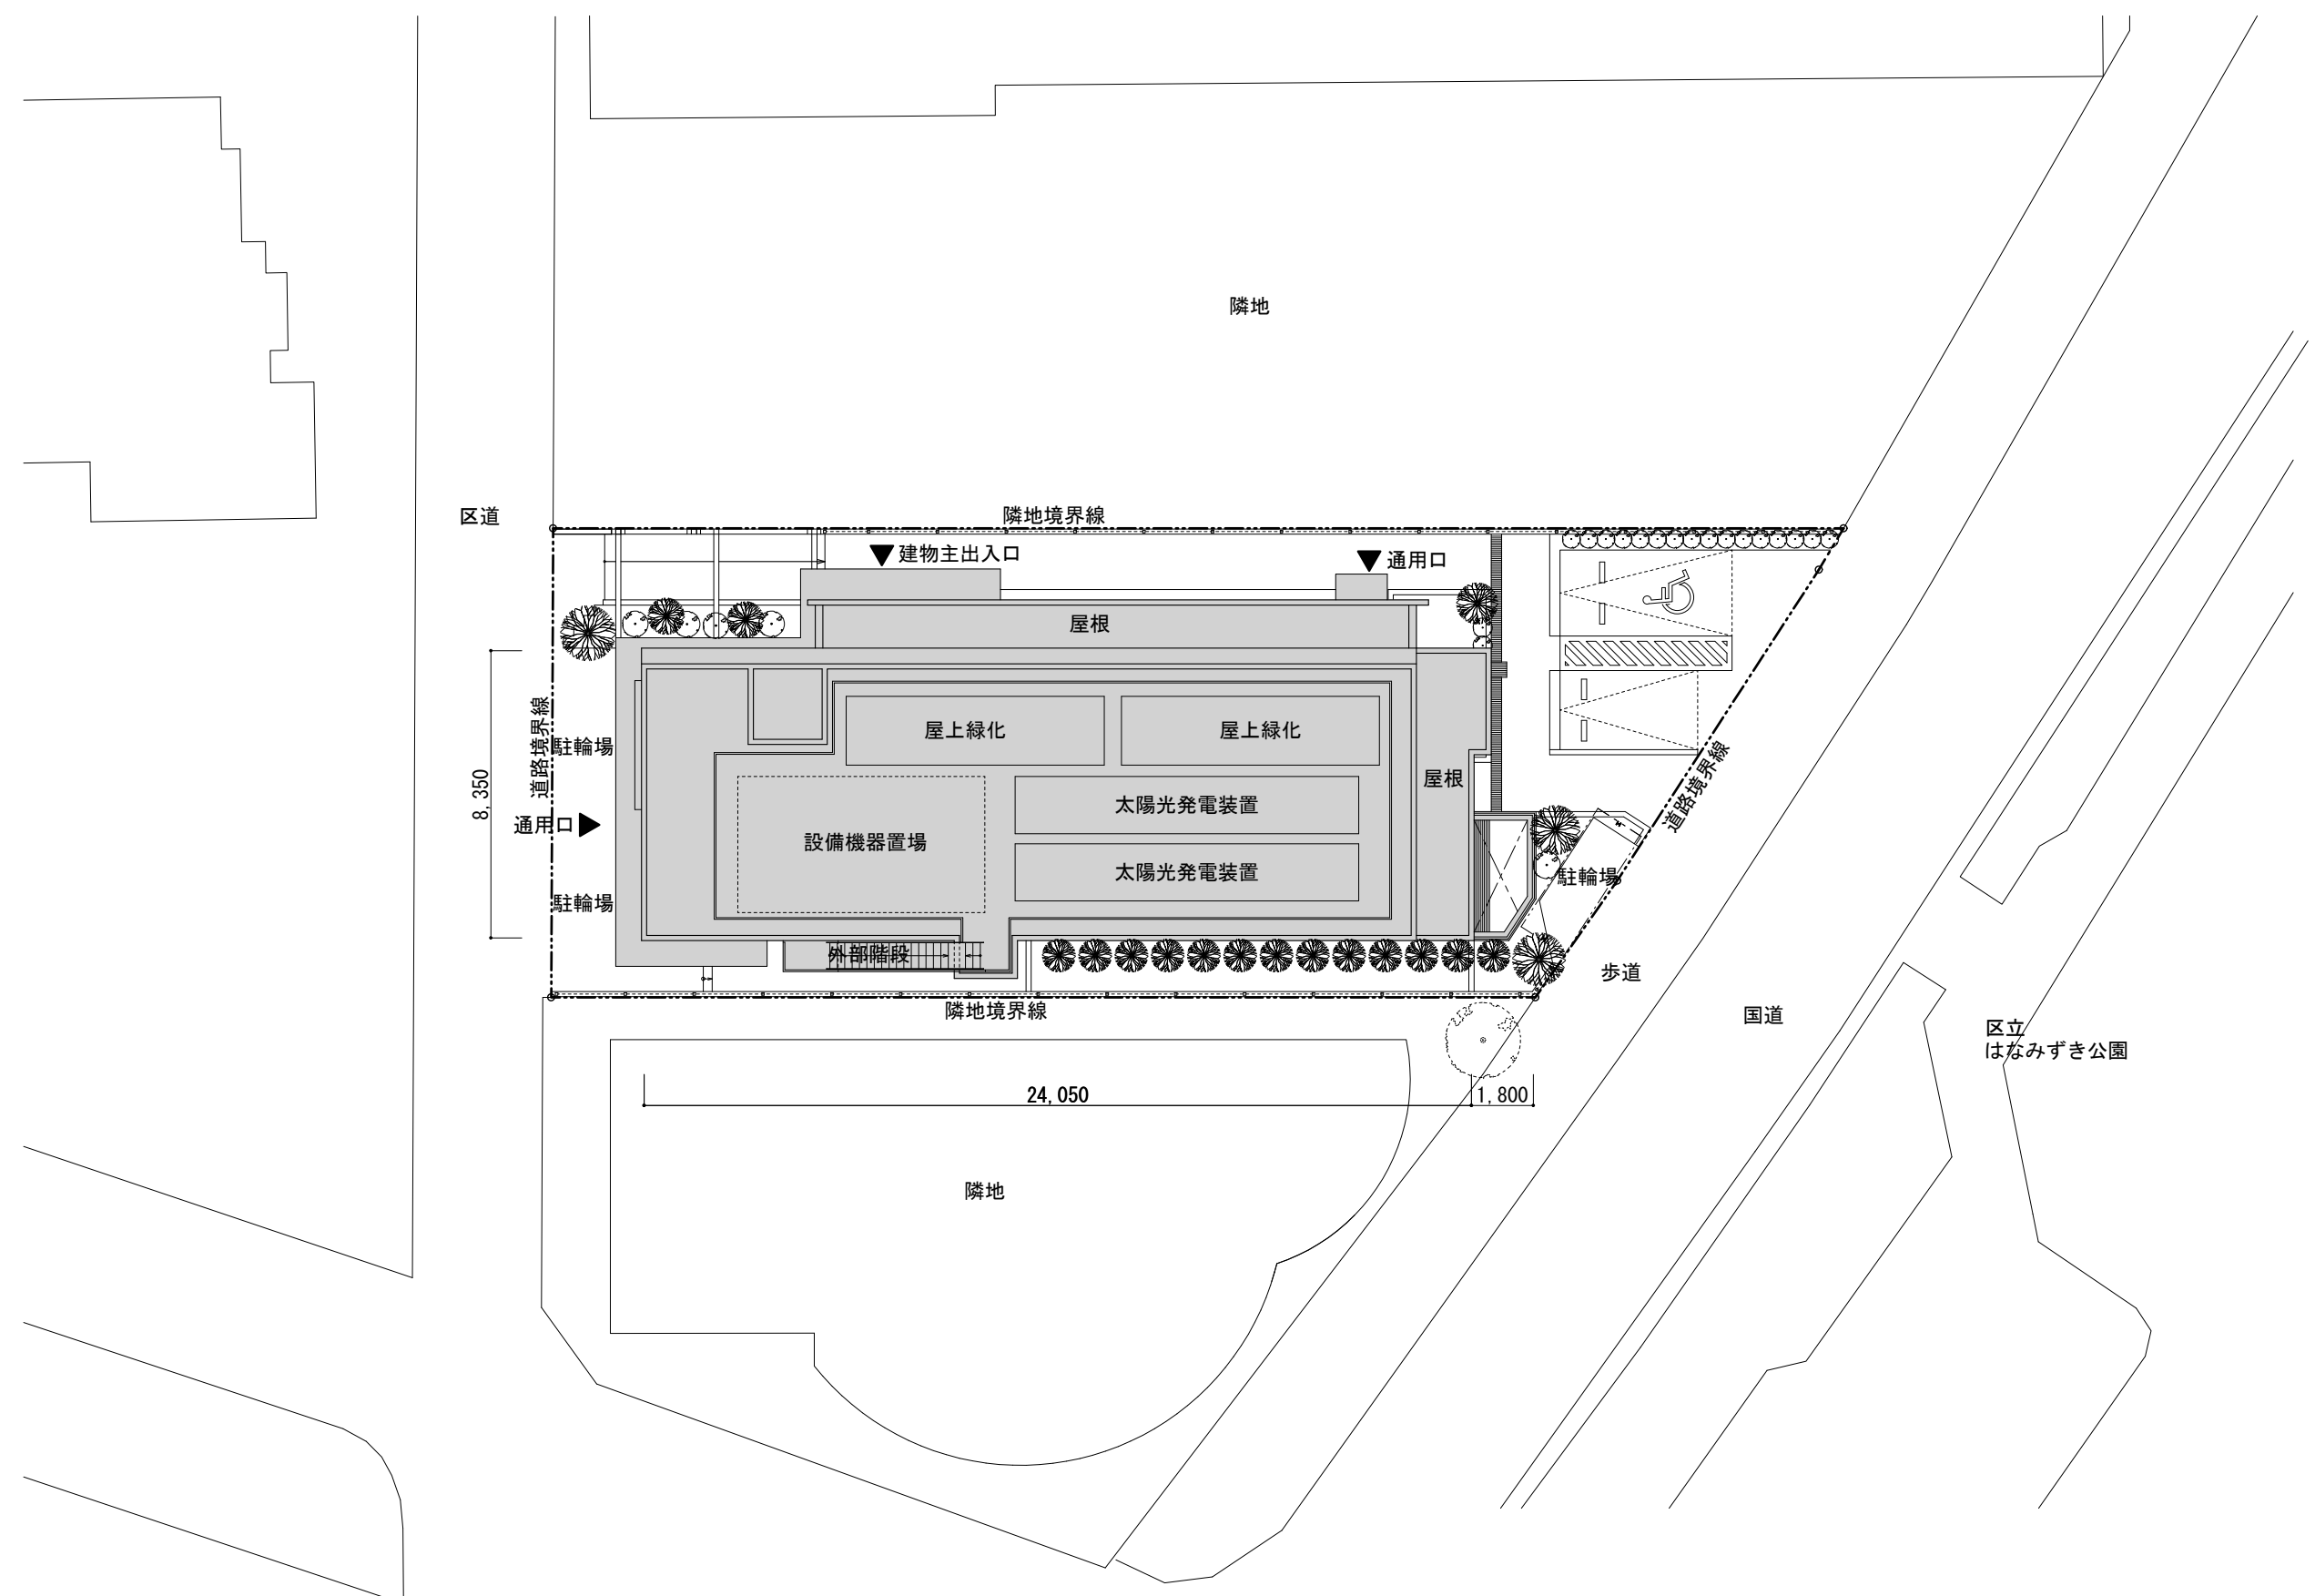 隣地
区道
隣地境界線
建物主出入口
通用口
屋根
道路境界線
駐輪場
屋上緑化
屋上緑化
道路境界線
屋根
8,350
太陽光発電装置
通用口
設備機器置場
太陽光発電装置
駐輪場
駐輪場
外部階段
歩道
隣地境界線
国道
区立
はなみずき公園
24,050
1,800
隣地